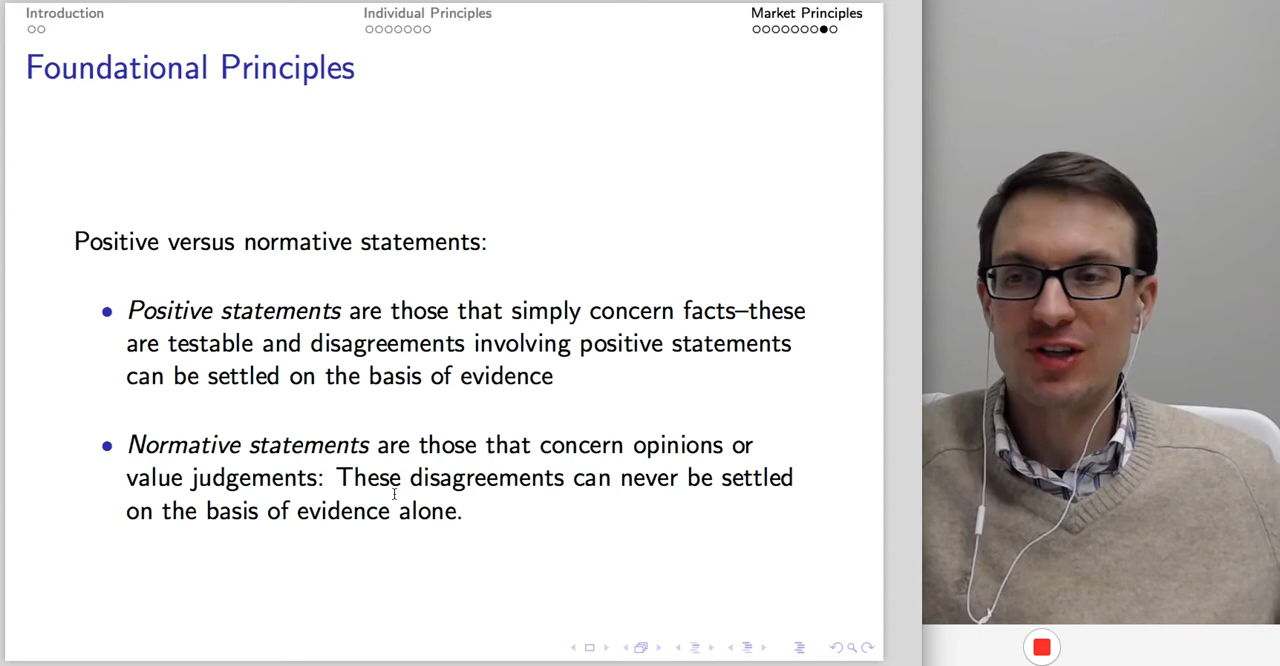 Introduction
Individual Principles
Market Principles
Foundational Principles
Positive versus normative statements:
Positive statements are those that simply concern facts–these
are testable and disagreements involving positive statements
can be settled on the basis of evidence
Normative statements are those that concern opinions or
value judgements: These disagreements can never be settled
on the basis of evidence alone.